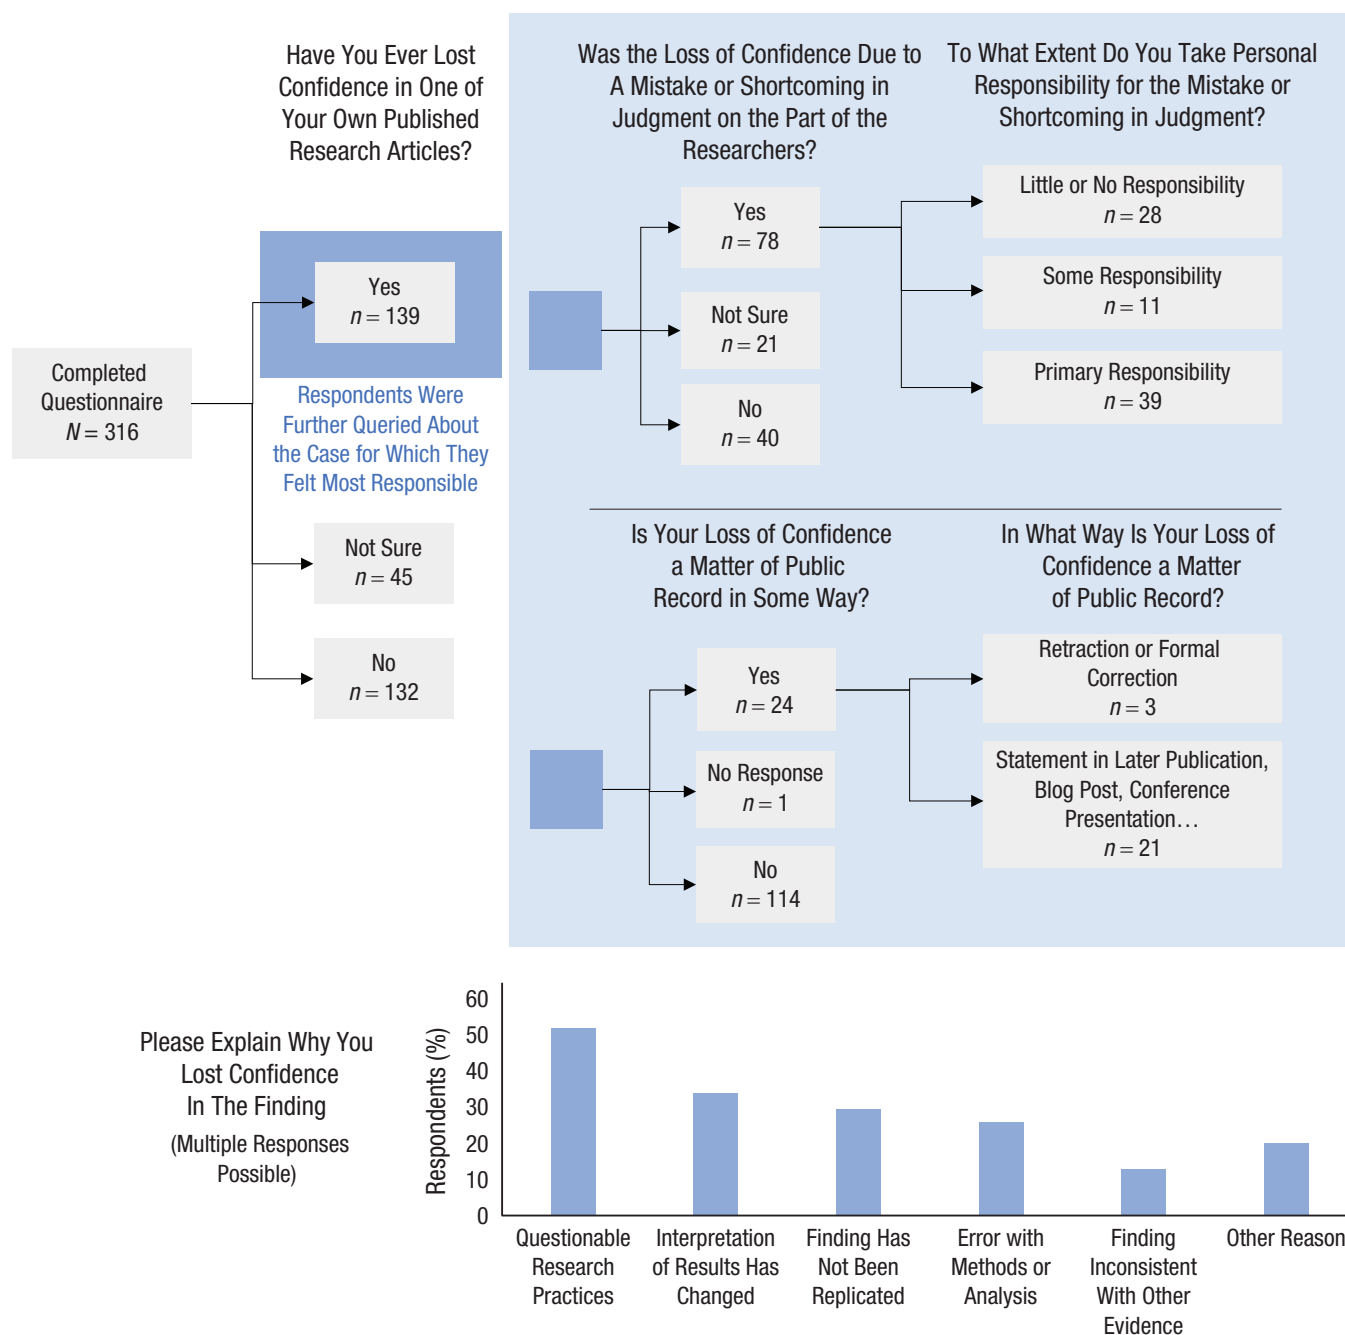 Have You Ever Lost
Confidence in One of
Your Own Published
Research Articles?
Was the Loss of Confidence Due to
A Mistake or Shortcoming in
Judgment on the Part of the
Researchers?
To What Extent Do You Take Personal
Responsibility for the Mistake or
Shortcoming in Judgment?
Completed
Questionnaire
N = 316
Yes
n = 139
Respondents Were
Further Queried About
the Case for Which They
Felt Most Responsible
Not Sure
n = 45
No
n = 132
Yes
n = 78
Not Sure
n = 21
No
n = 40
Little or No Responsibility
n = 28
Some Responsibility
n = 11
Primary Responsibility
n = 39
Is Your Loss of Confidence
a Matter of Public
Record in Some Way?
In What Way Is Your Loss of
Confidence a Matter
of Public Record?
Yes
n = 24
No Response
n = 1
No
n = 114
Retraction or Formal
Correction
n = 3
Statement in Later Publication,
Blog Post, Conference
Presentation…
n = 21
Please Explain Why You
Lost Confidence
In The Finding
(Multiple Responses
Possible)
Respondents (%)
60
50
40
30
20
10
0
Questionable
Research
Practices
Interpretation
of Results Has
Changed
Finding Has
Not Been
Replicated
Error with
Methods or
Analysis
Finding
Inconsistent
With Other
Evidence
Other Reason